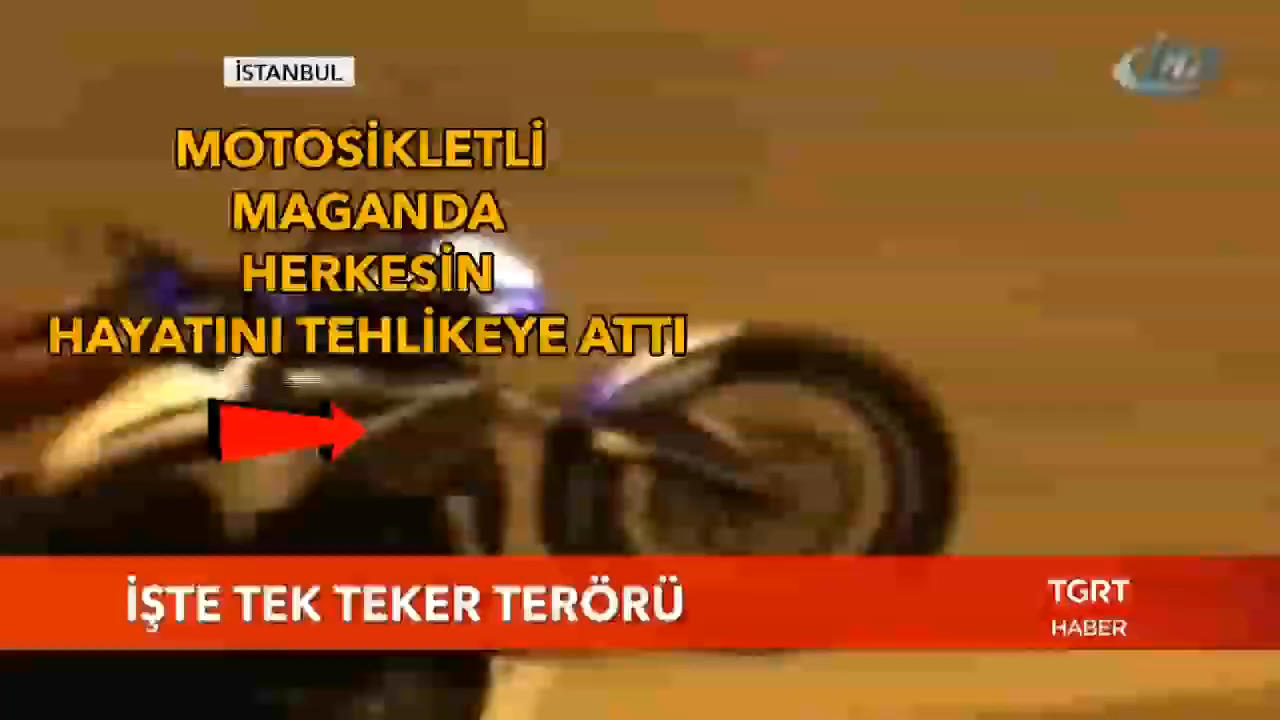 İSTANBUL
MOTOSİKLETLİ
MAGANDA
HERKESİN
HAYATINI TEHLİKEYE ATTI
İŞTE TEK TEKER TERÖRÜ
TGRT
HABER